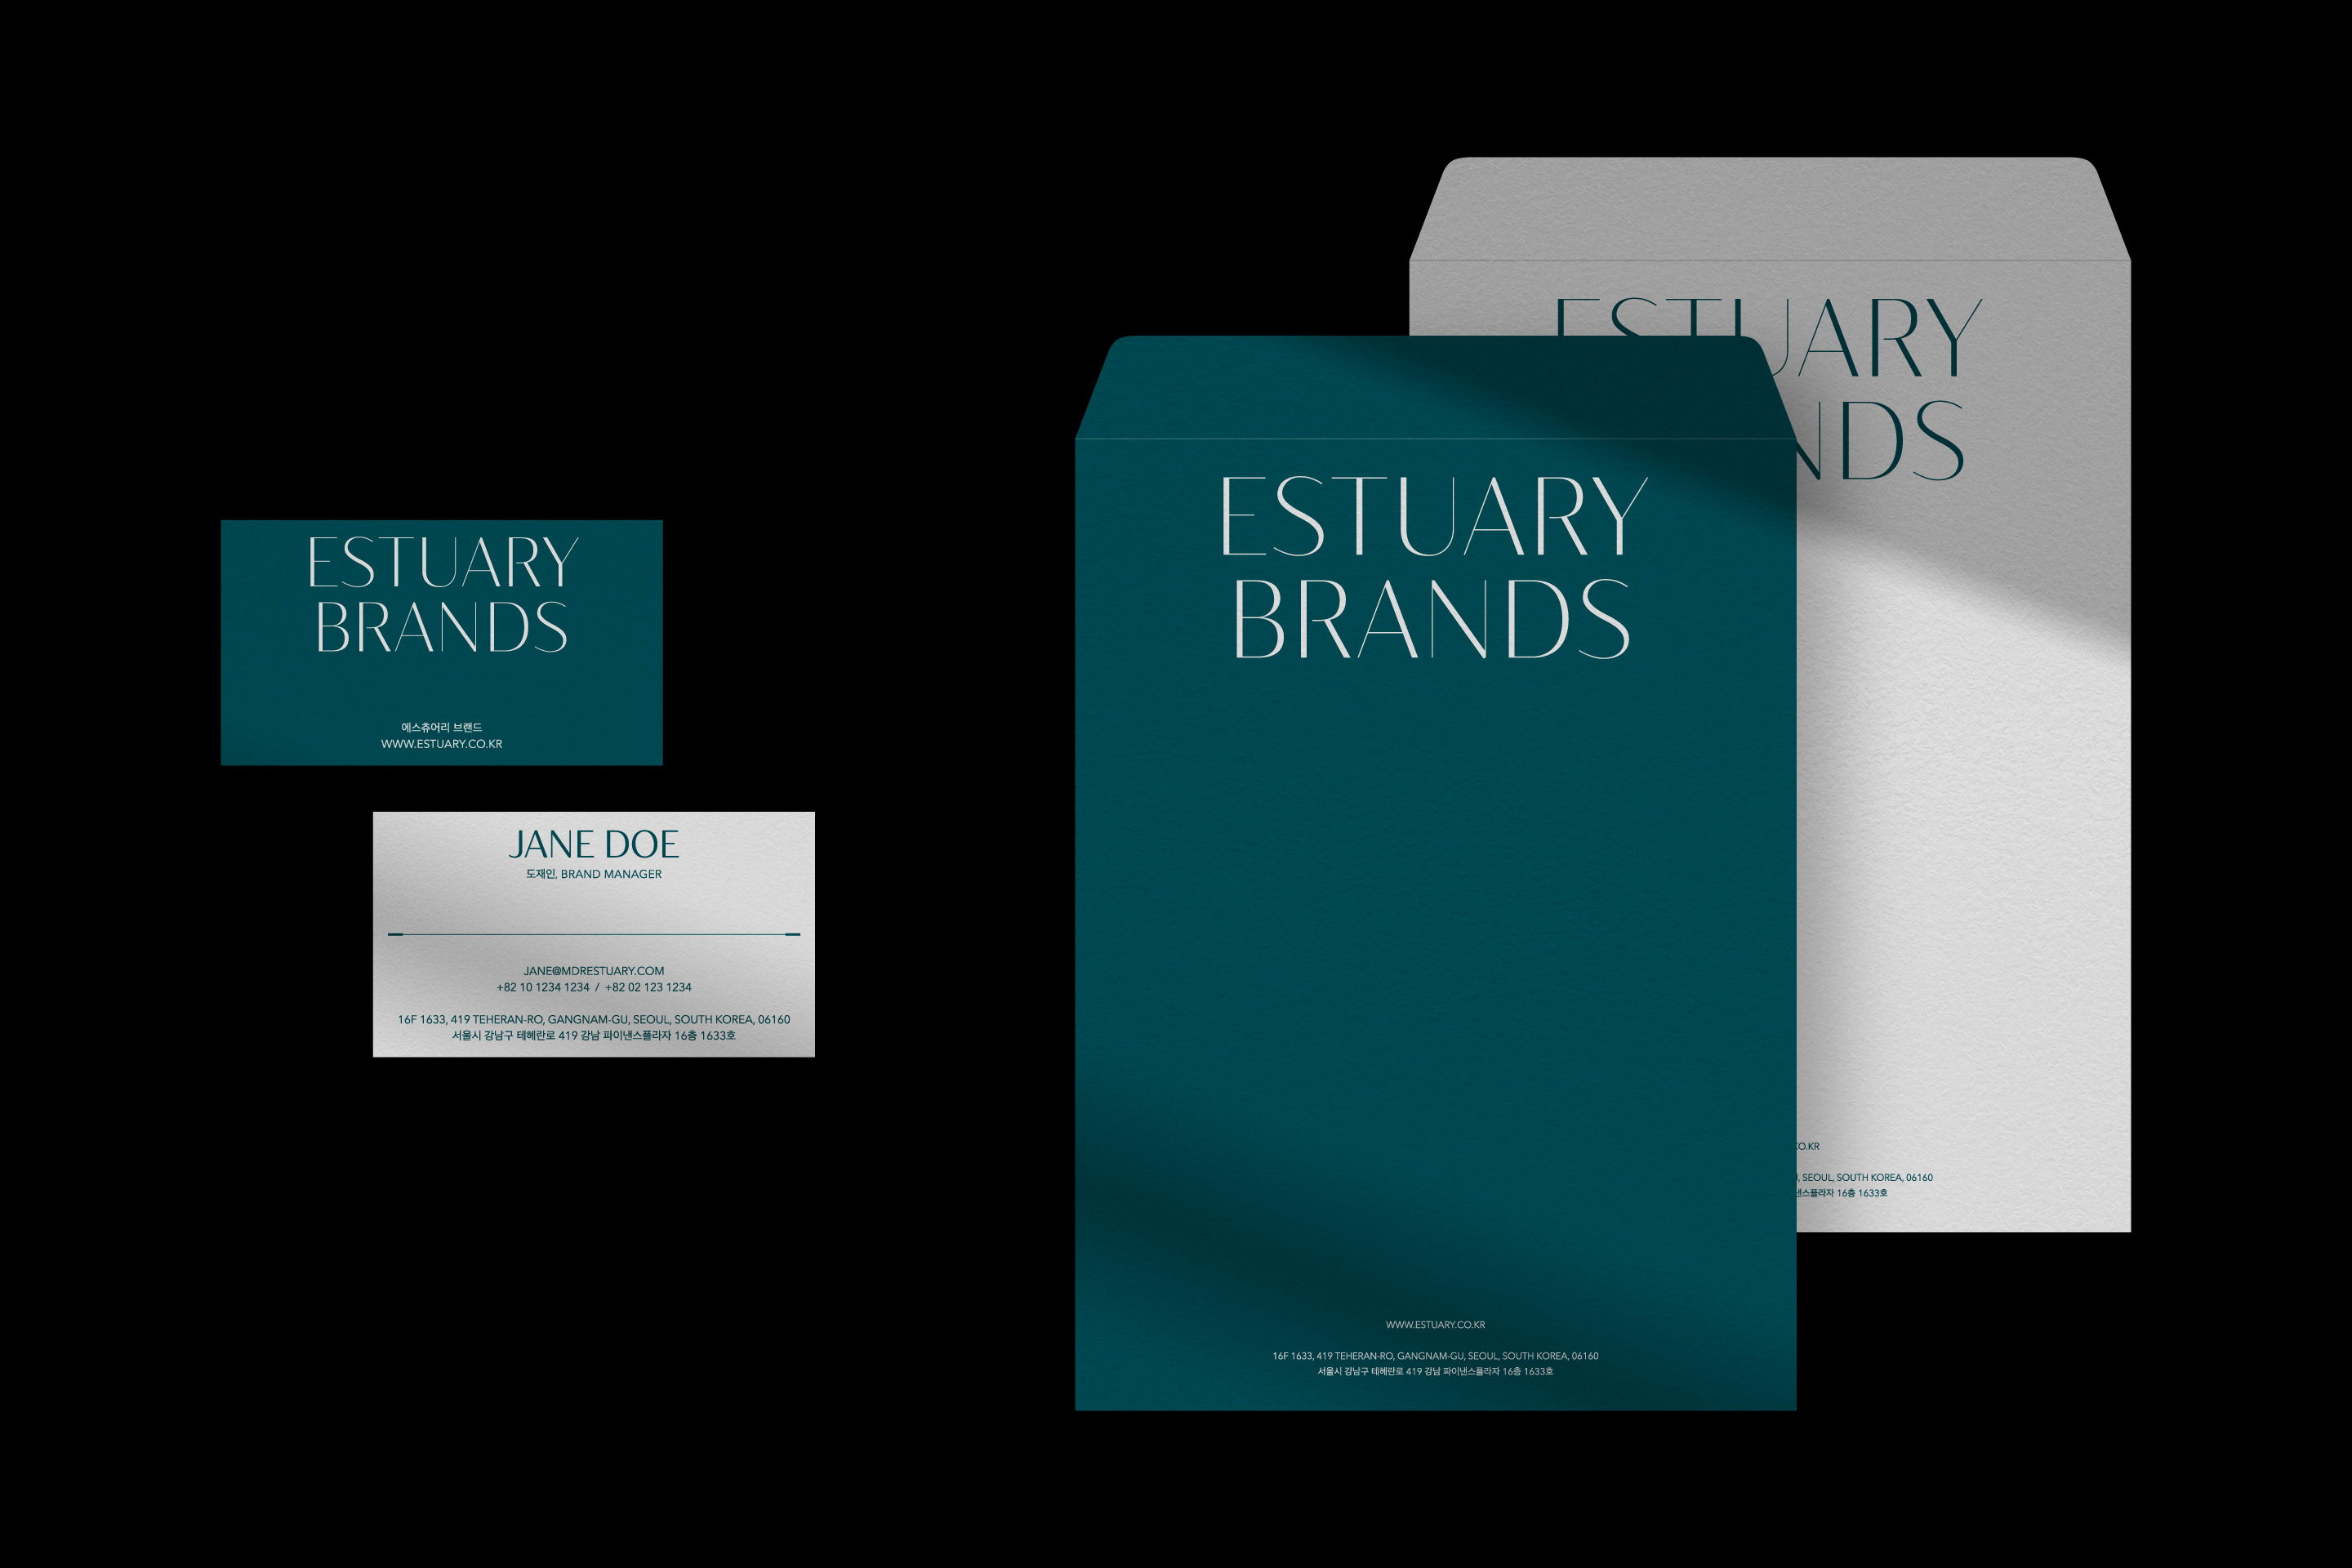 ESTUARY
BRANDS
에스츄어리 브랜드
WWW.ESTUARY.CO.KR
JANE DOE
도재인, BRAND MANAGER
JANE@MDRESTUARY.COM
+82 10 1234 1234 / +82 02 123 1234
16F 1633, 419 TEHERAN-RO, GANGNAM-GU, SEOUL, SOUTH KOREA, 06160
서울시 강남구 테헤란로 419 강남 파이낸스플라자 16층 1633호
ESTUARY
BRANDS
WWW.ESTUARY.CO.KR
16F 1633, 419 TEHERAN-RO, GANGNAM-GU, SEOUL, SOUTH KOREA, 06160
서울시 강남구 테헤란로 419 강남 파이낸스플라자 16층 1633호
ESTUARY
NDS
CO.KR
, SEOUL, SOUTH KOREA, 06160
낸스플라자 16층 1633호